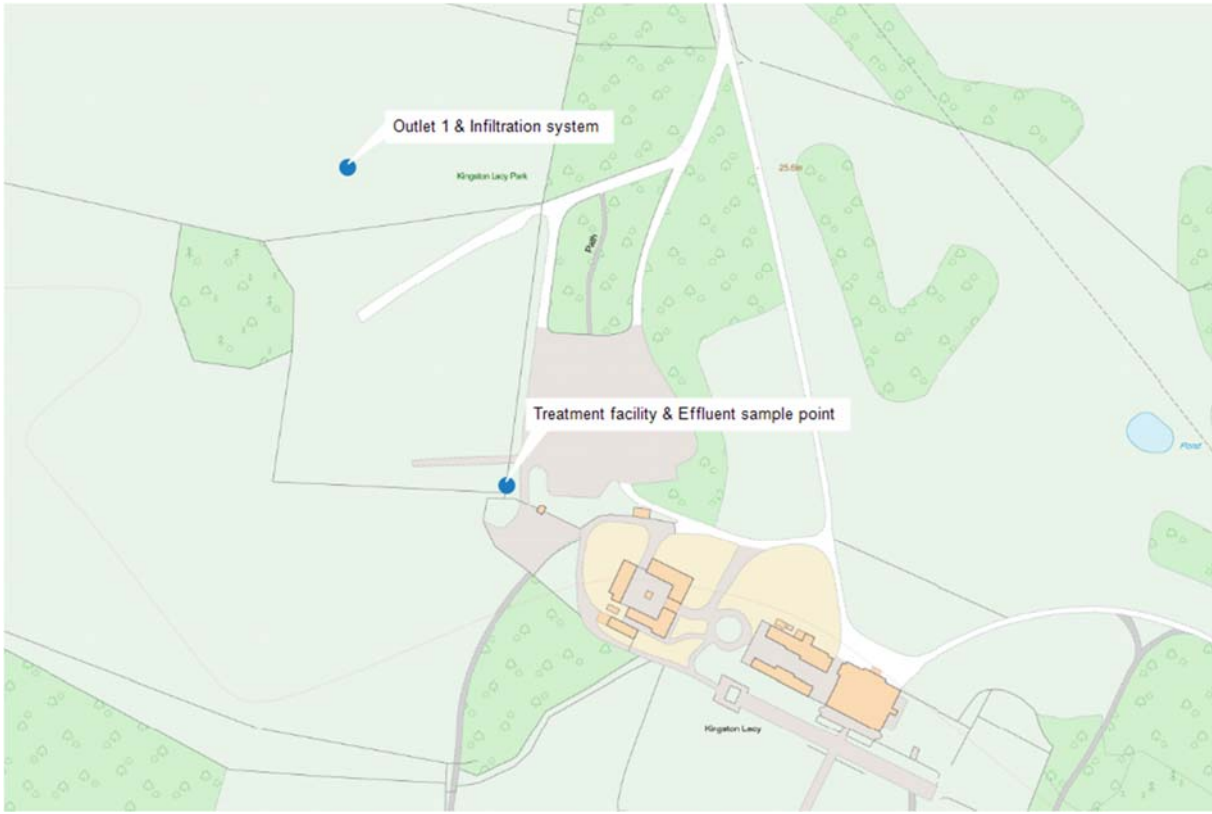 Outlet 1 & Infiltration system
Kingston Lacy Park
25.6m
Path
Treatment facility & Effluent sample point
Pond
Kingston Lacy